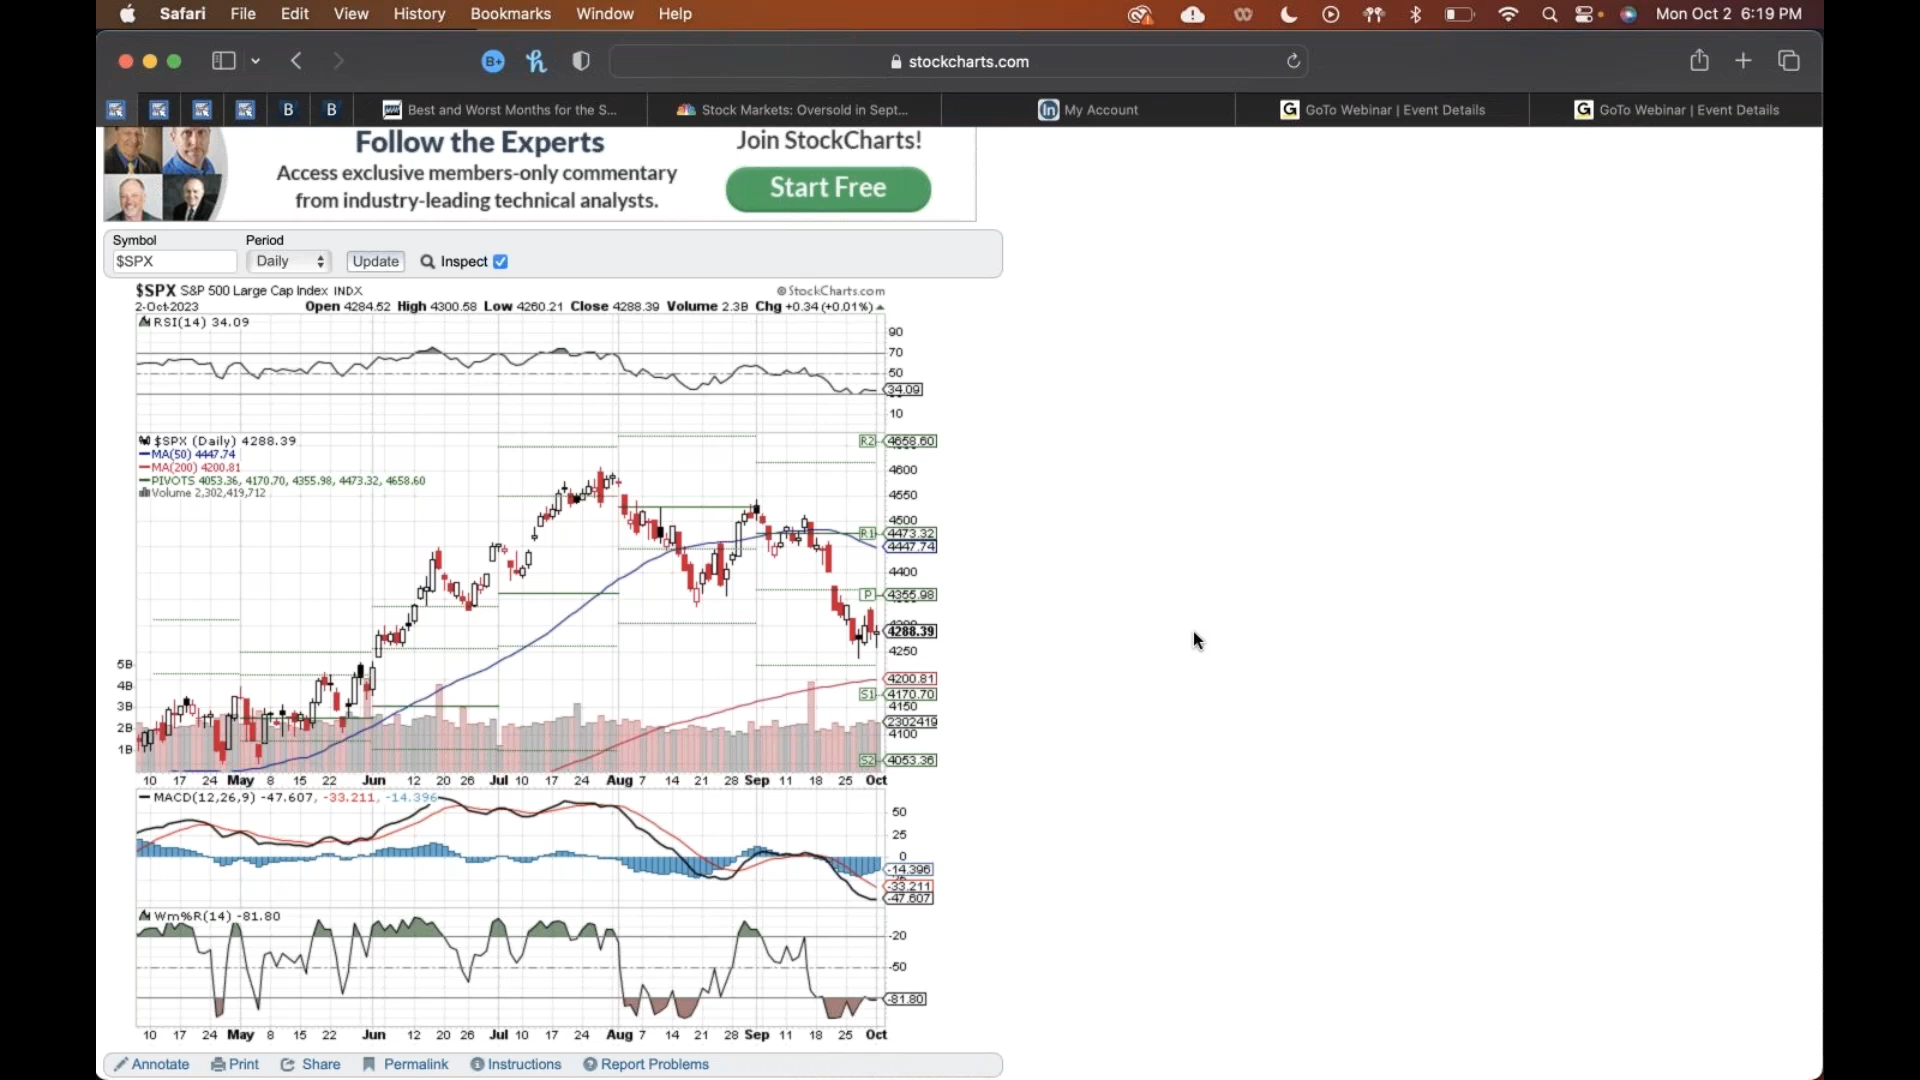 Safari File Edit View History Bookmarks Window Help Mon Oct 2 6:19 PM
stockcharts.com
B B Best and Worst Months for the S... Stock Markets: Oversold in Sept... My Account GoTo Webinar | Event Details GoTo Webinar | Event Details
Follow the Experts
Access exclusive members-only commentary
from industry-leading technical analysts.
Join StockCharts!
Start Free
Symbol Period
$SPX Daily Update Inspect
$SPX S&P 500 Large Cap Index INDX © StockCharts.com
2-Oct-2023 Open 4284.52 High 4300.58 Low 4260.21 Close 4288.39 Volume 2.3B Chg +0.34 (+0.01%)
RSI(14) 34.09
90
70
50
34.09
10
$SPX (Daily) 4288.39
MA(50) 4447.74
MA(200) 4200.81
PIVOTS 4053.36, 4170.70, 4355.98, 4473.32, 4658.60
Volume 2,302,419,712
R2 4658.60
4600
4550
4500
R1 4473.32
4447.74
4400
P 4355.98
4288.39
4250
4200.81
S1 4170.70
4150
2302419
4100
S2 4053.36
5B
4B
3B
2B
1B
10 17 24 May 8 15 22 Jun 12 20 26 Jul 10 17 24 Aug 7 14 21 28 Sep 11 18 25 Oct
MACD(12,26,9) -47.607, -33.211, -14.396
50
25
0
-14.396
-33.211
-47.607
Wm%R(14) -81.80
-20
-50
-81.80
10 17 24 May 8 15 22 Jun 12 20 26 Jul 10 17 24 Aug 7 14 21 28 Sep 11 18 25 Oct
Annotate Print Share Permalink Instructions Report Problems